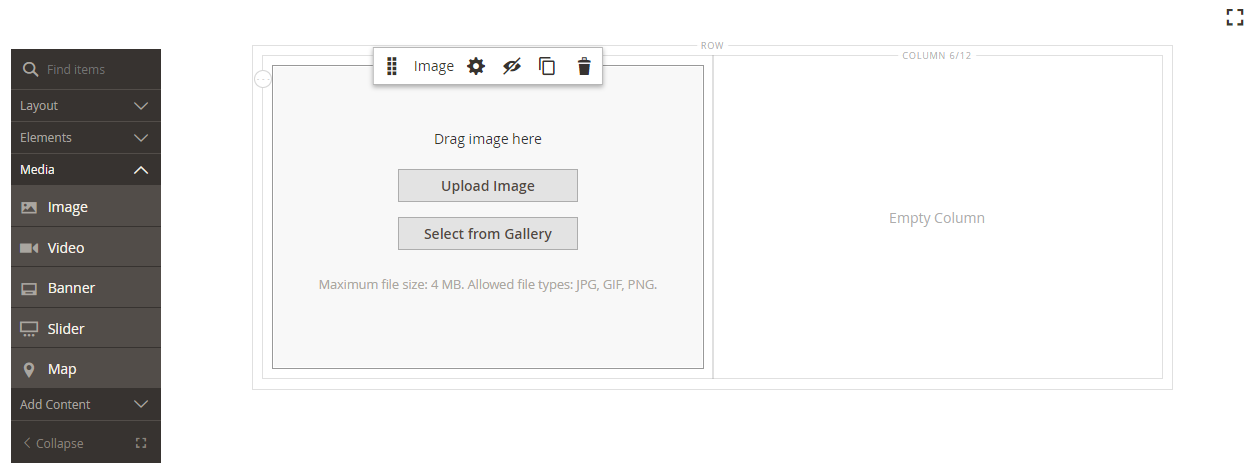 Find items
Layout
Elements
Media
Image
Video
Banner
Slider
Map
Add Content
Collapse
ROW
COLUMN 6/12
Image
Drag image here
Upload Image
Select from Gallery
Maximum file size: 4 MB. Allowed file types: JPG, GIF, PNG.
Empty Column